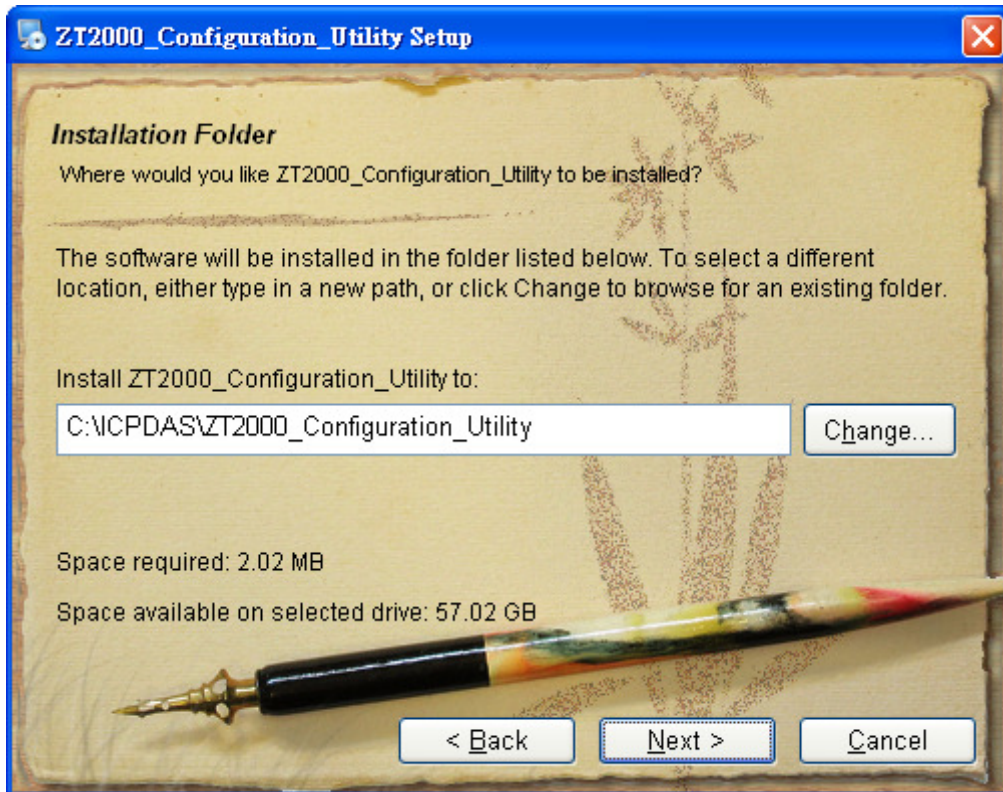 ZT2000_Configuration_Utility Setup
Installation Folder
Where would you like ZT2000_Configuration_Utility to be installed?
The software will be installed in the folder listed below. To select a different
location, either type in a new path, or click Change to browse for an existing folder.
Install ZT2000_Configuration_Utility to:
C:\ICPDAS\ZT2000_Configuration_Utility
Change...
Space required: 2.02 MB
Space available on selected drive: 57.02 GB
< Back
Next >
Cancel